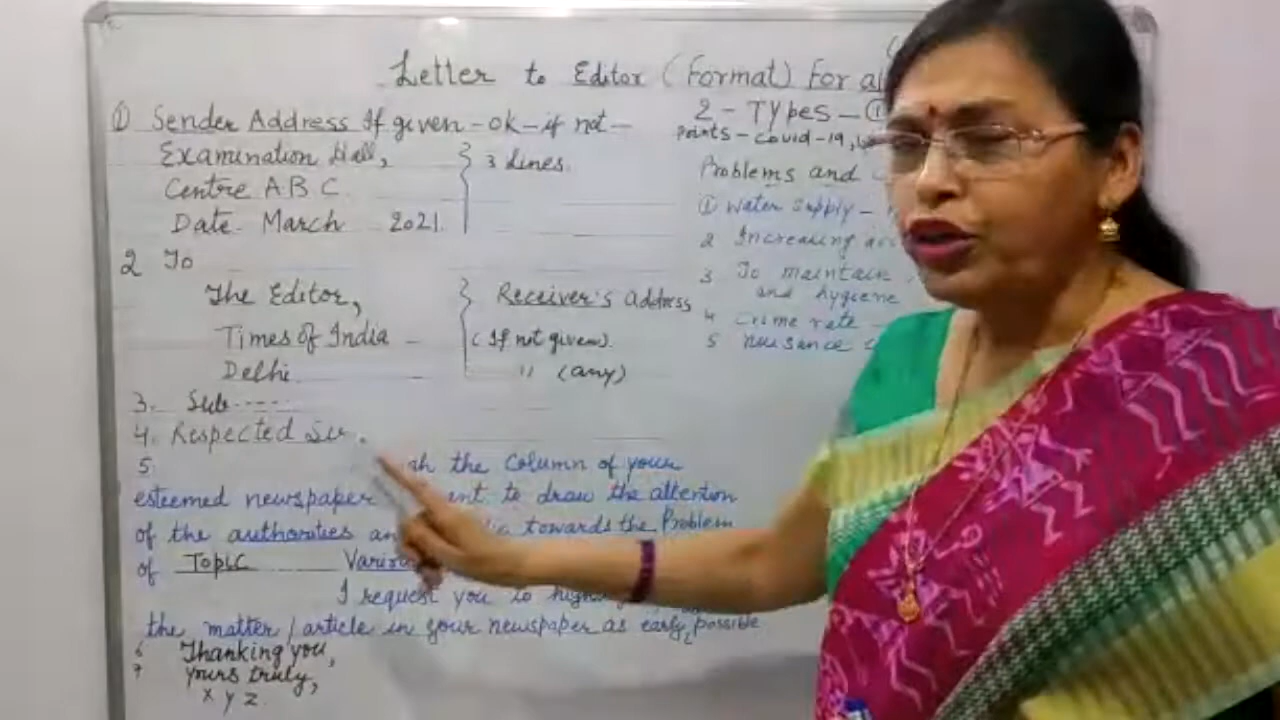 Letter to Editor (Format) For
① Sender Address If given - ok - if not -
Examination Hall,
Centre A B C
Date. March 2021.
3 Lines.
2 To
The Editor,
Times of India -
Delhi
Receiver's address
(If not given).
" (any)
3. Sub----
4. Respected Sir,
5 the column of your
esteemed newspaper to draw the attention
of the authorities towards the Problem
of Topic
I request you to
the matter/article in your newspaper as early possible
6 Thanking you,
7 yours truly,
x y z.
2 - Types -
Points - Covid-19,
Problems and
① Water Supply -
2 Increasing
3 To maintain
and hygiene
4 Crime rate -
5 Nuisance